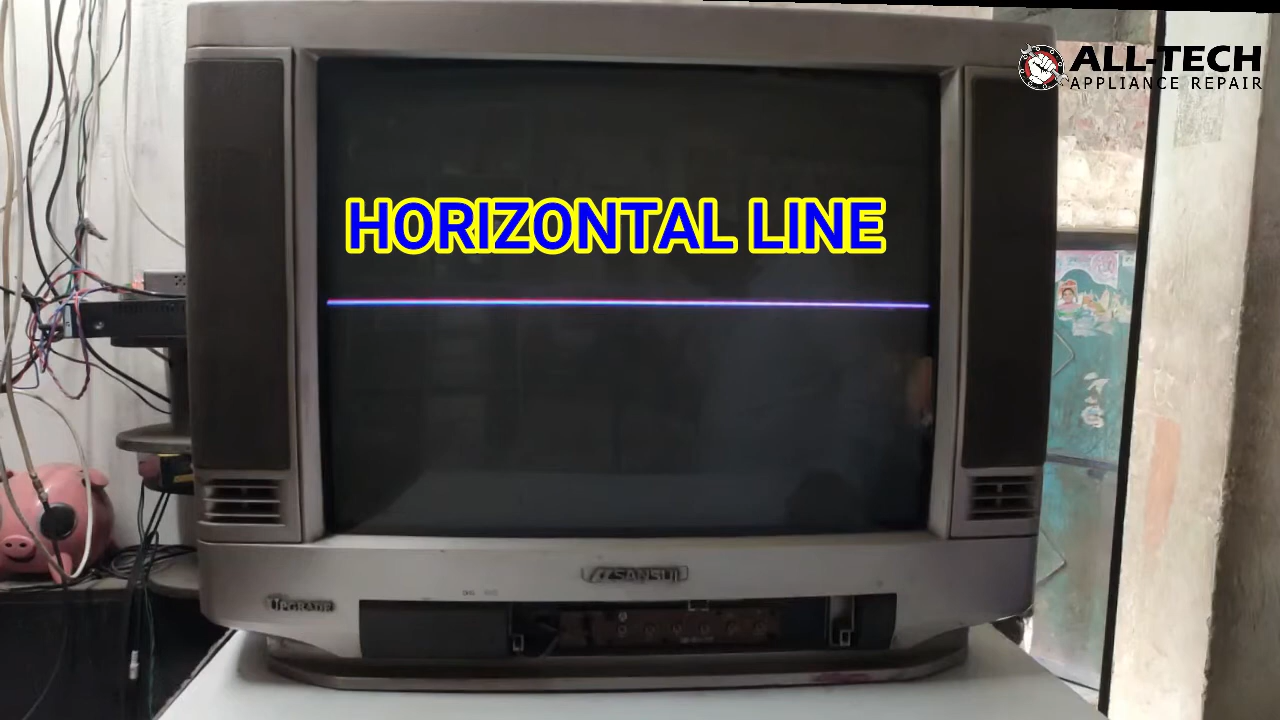 ALL-TECH
APPLIANCE REPAIR
HORIZONTAL LINE
SANSUI
UPGRADE